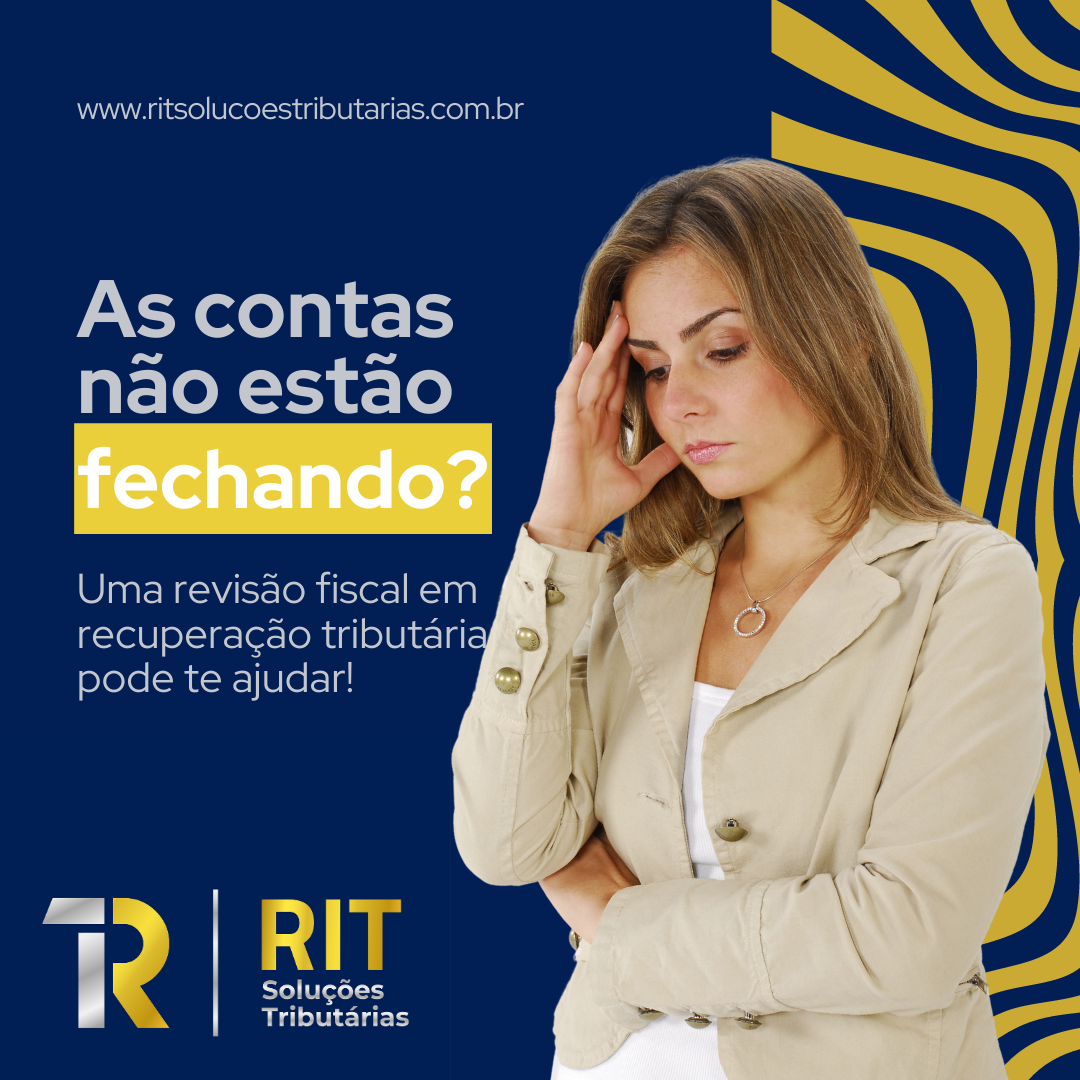 www.ritsolucoestributarias.com.br
As contas
não estão
fechando?
Uma revisão fiscal em
recuperação tributária
pode te ajudar!
TR
RIT
Soluções
Tributárias